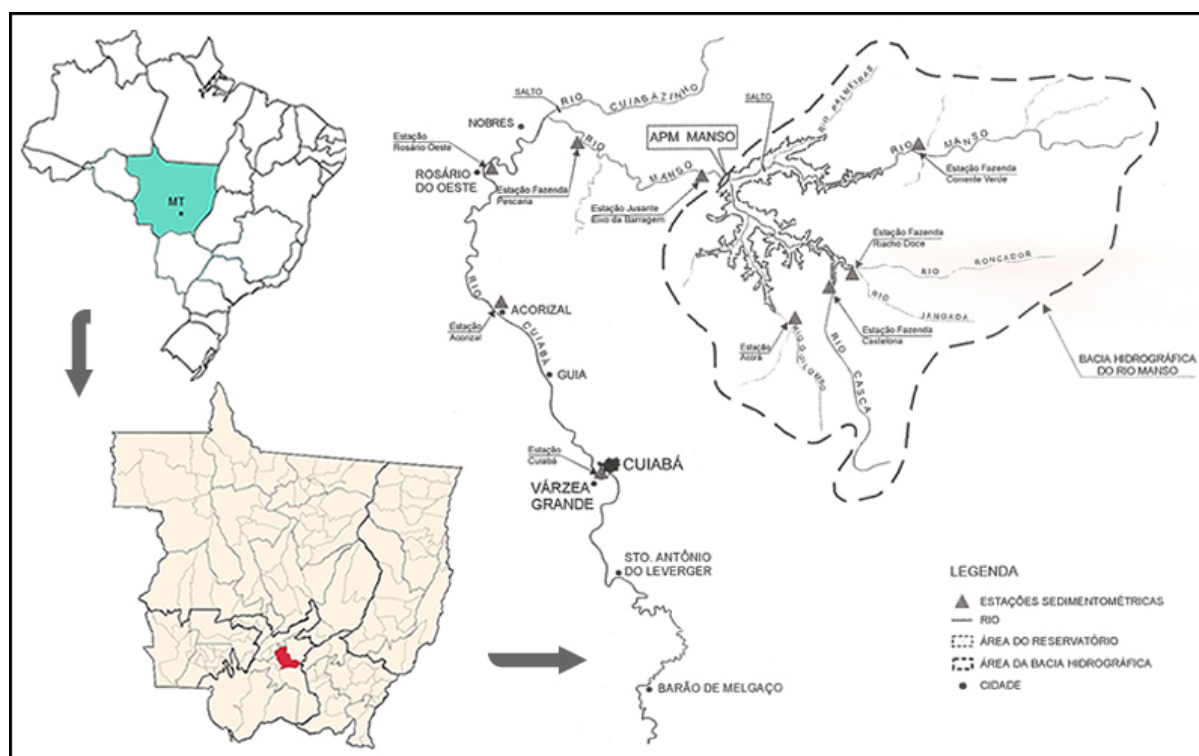 MT
SALTO
RIO
CUIABAZINHO
NOBRES
Estação
Rosário Oeste
ROSÁRIO
DO OESTE
RIO
MANSO
Estação Fazenda
Pescaria
APM MANSO
SALTO
RIO PALMEIRAS
RIO
MANSO
Estação Fazenda
Corrente Verde
Estação Jusante
Eixo da Barragem
Estação Fazenda
Riacho Doce
RIO
RONCADOR
RIO
JANGADA
Estação Fazenda
Castelona
Estação
Acorá
RIO QUILOMBO
RIO
CASCA
BACIA HIDROGRÁFICA
DO RIO MANSO
RIO
CUIABÁ
Estação
Acorizal
ACORIZAL
GUIA
Estação
Cuiabá
CUIABÁ
VÁRZEA
GRANDE
STO. ANTÔNIO
DO LEVERGER
BARÃO DE MELGAÇO
LEGENDA
ESTAÇÕES SEDIMENTOMÉTRICAS
RIO
ÁREA DO RESERVATÓRIO
ÁREA DA BACIA HIDROGRÁFICA
CIDADE